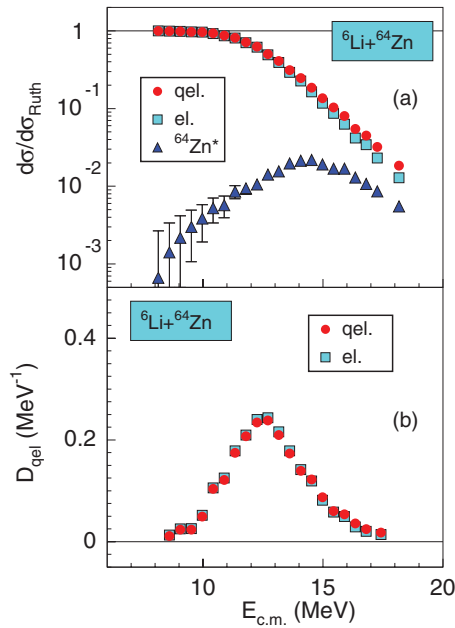 ⁶Li+⁶⁴Zn
1
10⁻¹
10⁻²
10⁻³
dσ/dσRuth
(a)
qel.
el.
⁶⁴Zn*
⁶Li+⁶⁴Zn
qel.
el.
(b)
0.4
0.2
0
Dqel (MeV⁻¹)
10 15 20
Ec.m. (MeV)